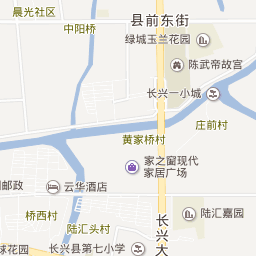 晨光社区
县前东街
中阳桥
绿城玉兰花园
陈武帝故宫
长兴一小城
庄前村
黄家桥村
家之窗现代
家居广场
邮政
云华酒店
桥西村
陆汇嘉园
陆汇头村
长兴大
长兴县第七小学
花园